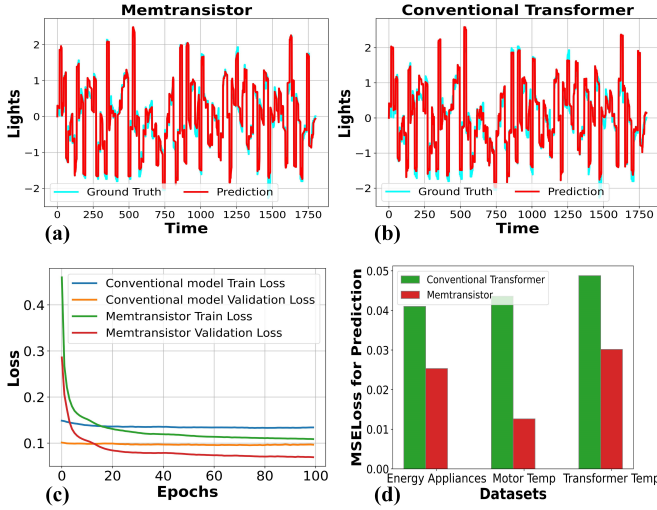 Memtransistor
Lights
2
1
0
−1
−2
Ground Truth
Prediction
0 250 500 750 1000 1250 1500 1750
Time
(a)
Conventional Transformer
Lights
2
1
0
−1
−2
Ground Truth
Prediction
0 250 500 750 1000 1250 1500 1750
Time
(b)
Loss
0.4
0.3
0.2
0.1
Conventional model Train Loss
Conventional model Validation Loss
Memtransistor Train Loss
Memtransistor Validation Loss
0 20 40 60 80 100
Epochs
(c)
MSELoss for Prediction
0.05
0.04
0.03
0.02
0.01
0.00
Conventional Transformer
Memtransistor
Energy Appliances Motor Temp Transformer Temp
Datasets
(d)